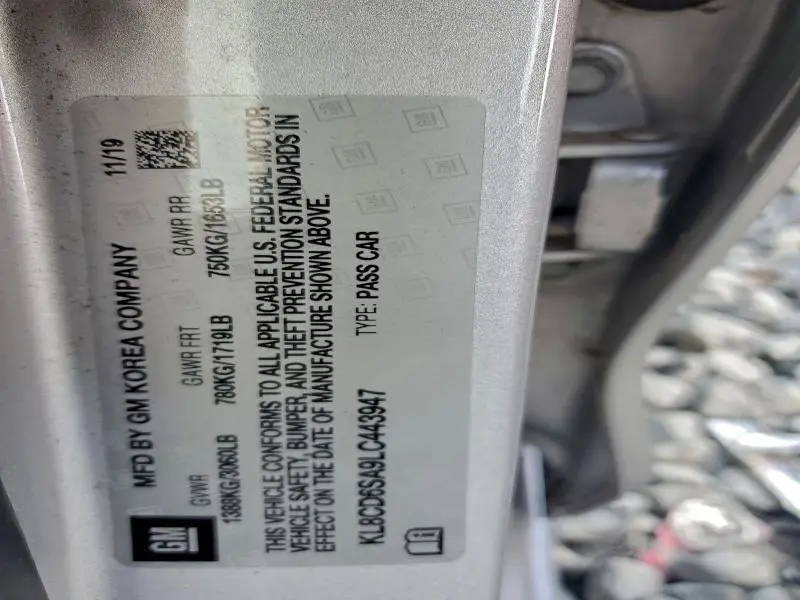 GM
MFD BY GM KOREA COMPANY 11/19
GVWR GAWR FRT GAWR RR
1388KG/3060LB 780KG/1719LB 750KG/1653LB
THIS VEHICLE CONFORMS TO ALL APPLICABLE U.S. FEDERAL MOTOR
VEHICLE SAFETY, BUMPER, AND THEFT PREVENTION STANDARDS IN
EFFECT ON THE DATE OF MANUFACTURE SHOWN ABOVE.
KL8CD6SA9LC443947 TYPE: PASS CAR